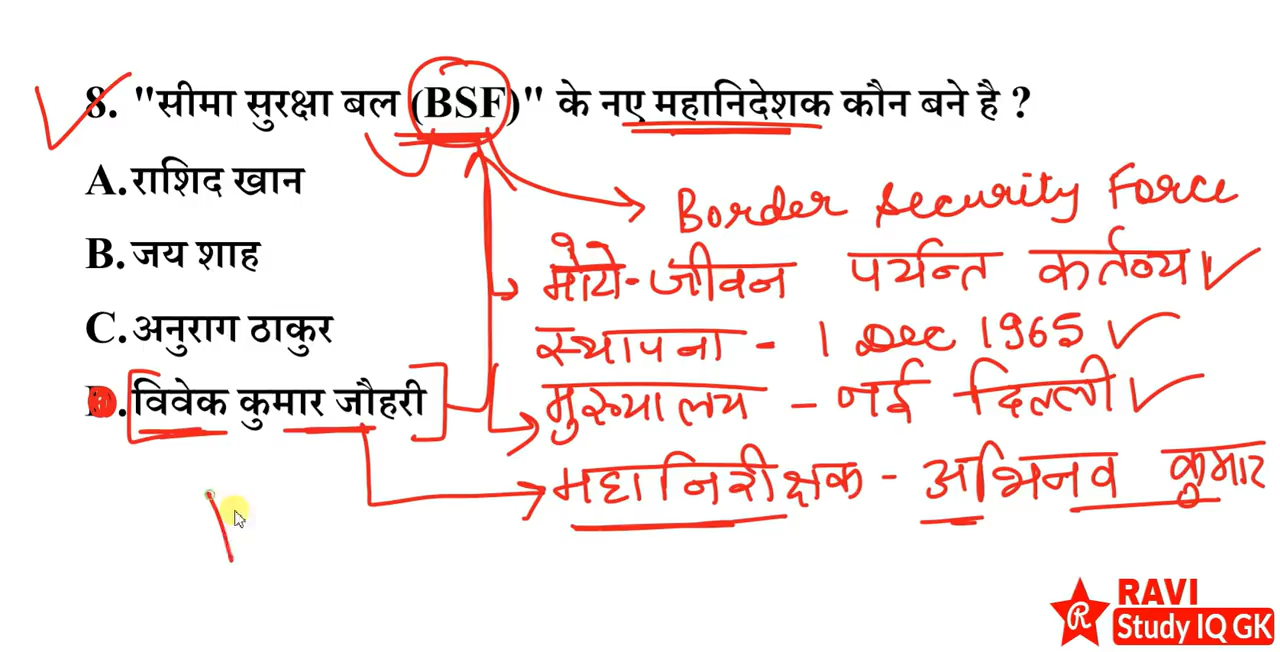 8. "सीमा सुरक्षा बल (BSF)" के नए महानिदेशक कौन बने है ?
A. राशिद खान
B. जय शाह
C. अनुराग ठाकुर
D. विवेक कुमार जौहरी
Border Security Force
मोटो - जीवन पर्यन्त कर्तव्य
स्थापना - 1 Dec 1965
मुख्यालय - नई दिल्ली
महानिरीक्षक - अभिनव कुमार
R
RAVI
Study IQ GK